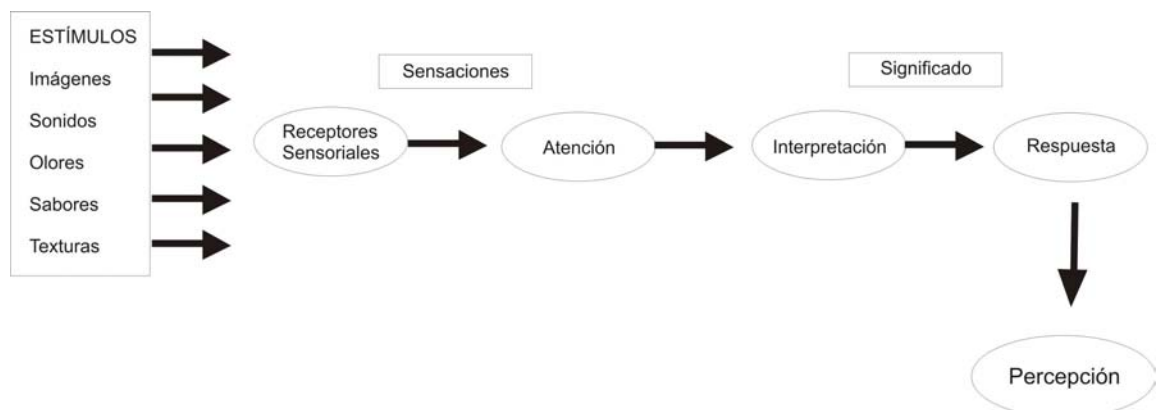 ESTÍMULOS
Imágenes
Sonidos
Olores
Sabores
Texturas
Sensaciones
Significado
Receptores
Sensoriales
Atención
Interpretación
Respuesta
Percepción